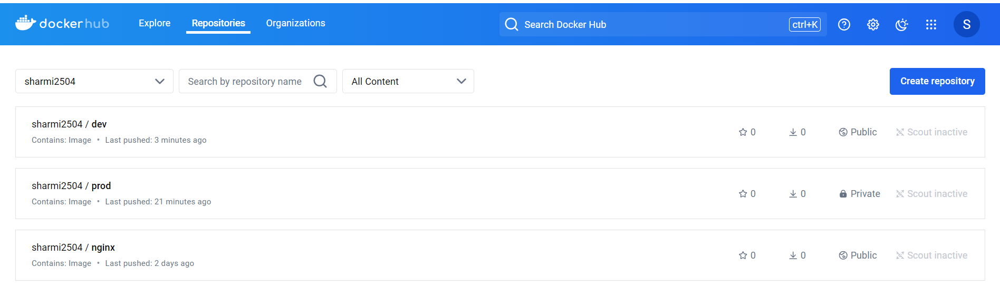 docker hub Explore Repositories Organizations Search Docker Hub ctrl+K S
sharmi2504 Search by repository name All Content Create repository
sharmi2504 / dev
Contains: Image • Last pushed: 3 minutes ago
0 0 Public Scout inactive
sharmi2504 / prod
Contains: Image • Last pushed: 21 minutes ago
0 0 Private Scout inactive
sharmi2504 / nginx
Contains: Image • Last pushed: 2 days ago
0 0 Public Scout inactive